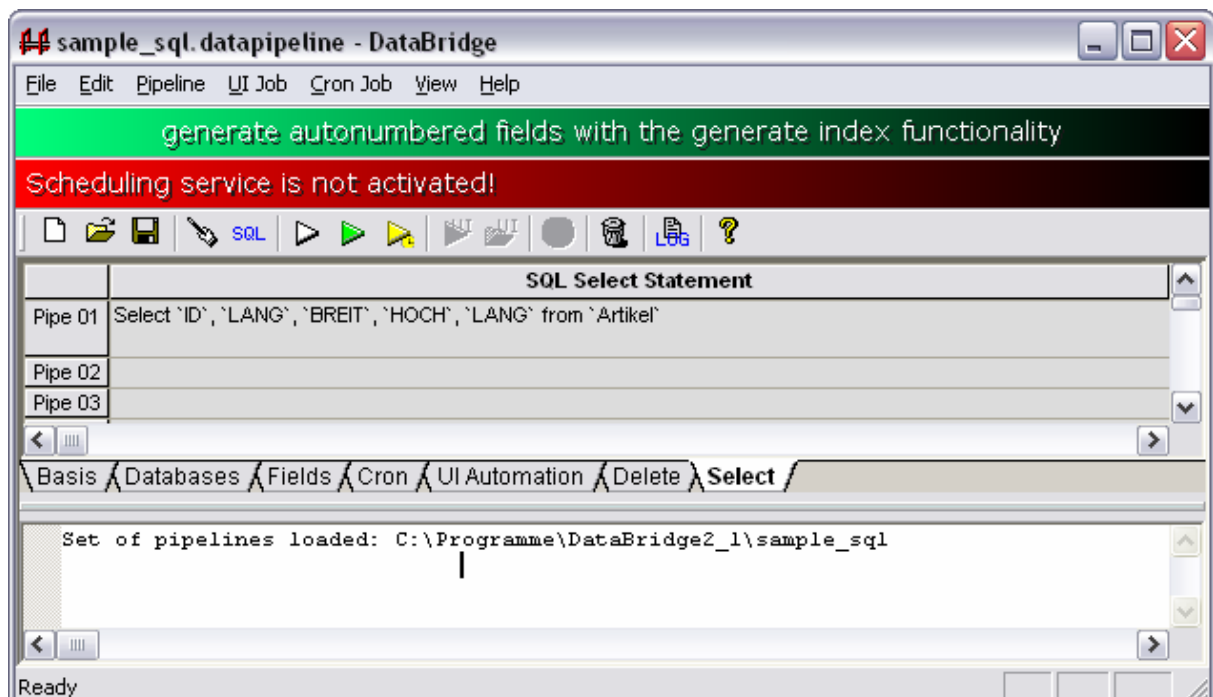 sample_sql.datapipeline - DataBridge
File Edit Pipeline UI Job Cron Job View Help
generate autonumbered fields with the generate index functionality
Scheduling service is not activated!
SQL UI UI LOG ?
SQL Select Statement
Pipe 01 Select `ID`, `LANG`, `BREIT`, `HOCH`, `LANG` from `Artikel`
Pipe 02
Pipe 03
Basis Databases Fields Cron UI Automation Delete Select
Set of pipelines loaded: C:\Programme\DataBridge2_1\sample_sql
Ready